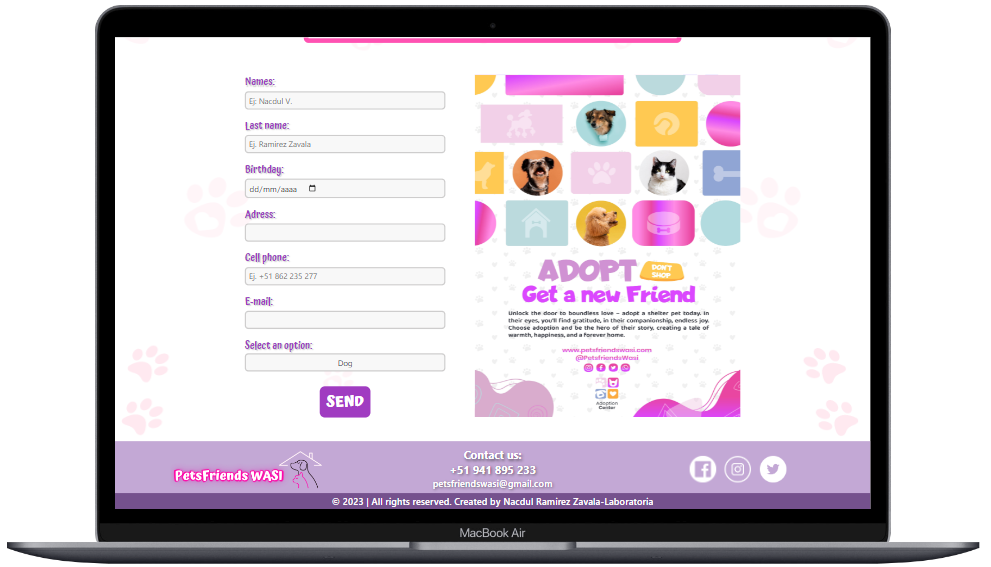 Names:
Ej: Nacdul V.
Last name:
Ej. Ramirez Zavala
Birthday:
dd/mm/aaaa
Adress:
Cell phone:
Ej. +51 862 235 277
E-mail:
Select an option:
Dog
SEND
ADOPT
DON'T
SHOP
Get a new Friend
Unlock the door to boundless love – adopt a shelter pet today. In
their eyes, you'll find gratitude, in their companionship, endless joy.
Choose adoption and be the hero of their story, creating a tale of
warmth, happiness, and a forever home.
www.petsfriendswasi.com
@PetsfriendsWasi
Adoption
Center
PetsFriends WASI
Contact us:
+51 941 895 233
petsfriendswasi@gmail.com
© 2023 | All rights reserved. Created by Nacdul Ramírez Zavala-Laboratoria
MacBook Air